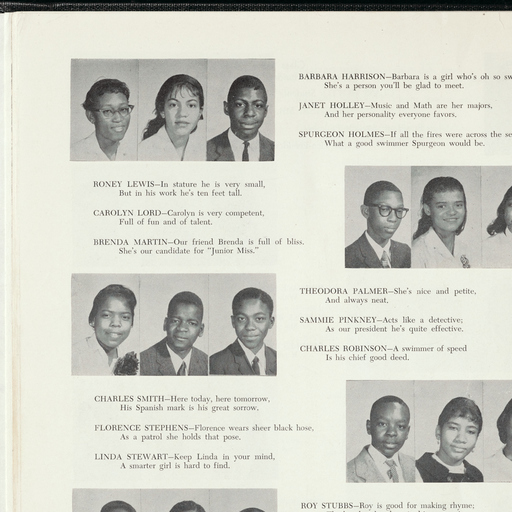 BARBARA HARRISON—Barbara is a girl who's oh so
She's a person you'll be glad to meet.
JANET HOLLEY—Music and Math are her majors,
And her personality everyone favors.
SPURGEON HOLMES—If all the fires were across the
What a good swimmer Spurgeon would be.
RONEY LEWIS—In stature he is very small,
But in his work he's ten feet tall.
CAROLYN LORD—Carolyn is very competent,
Full of fun and of talent.
BRENDA MARTIN—Our friend Brenda is full of bliss,
She's our candidate for "Junior Miss."
THEODORA PALMER—She's nice and petite,
And always neat.
SAMMIE PINKNEY—Acts like a detective;
As our president he's quite effective.
CHARLES ROBINSON—A swimmer of speed
Is his chief good deed.
CHARLES SMITH—Here today, here tomorrow,
His Spanish mark is his great sorrow.
FLORENCE STEPHENS—Florence wears sheer black hose,
As a patrol she holds that pose.
LINDA STEWART—Keep Linda in your mind,
A smarter girl is hard to find.
ROY STUBBS—Roy is good for making rhyme;